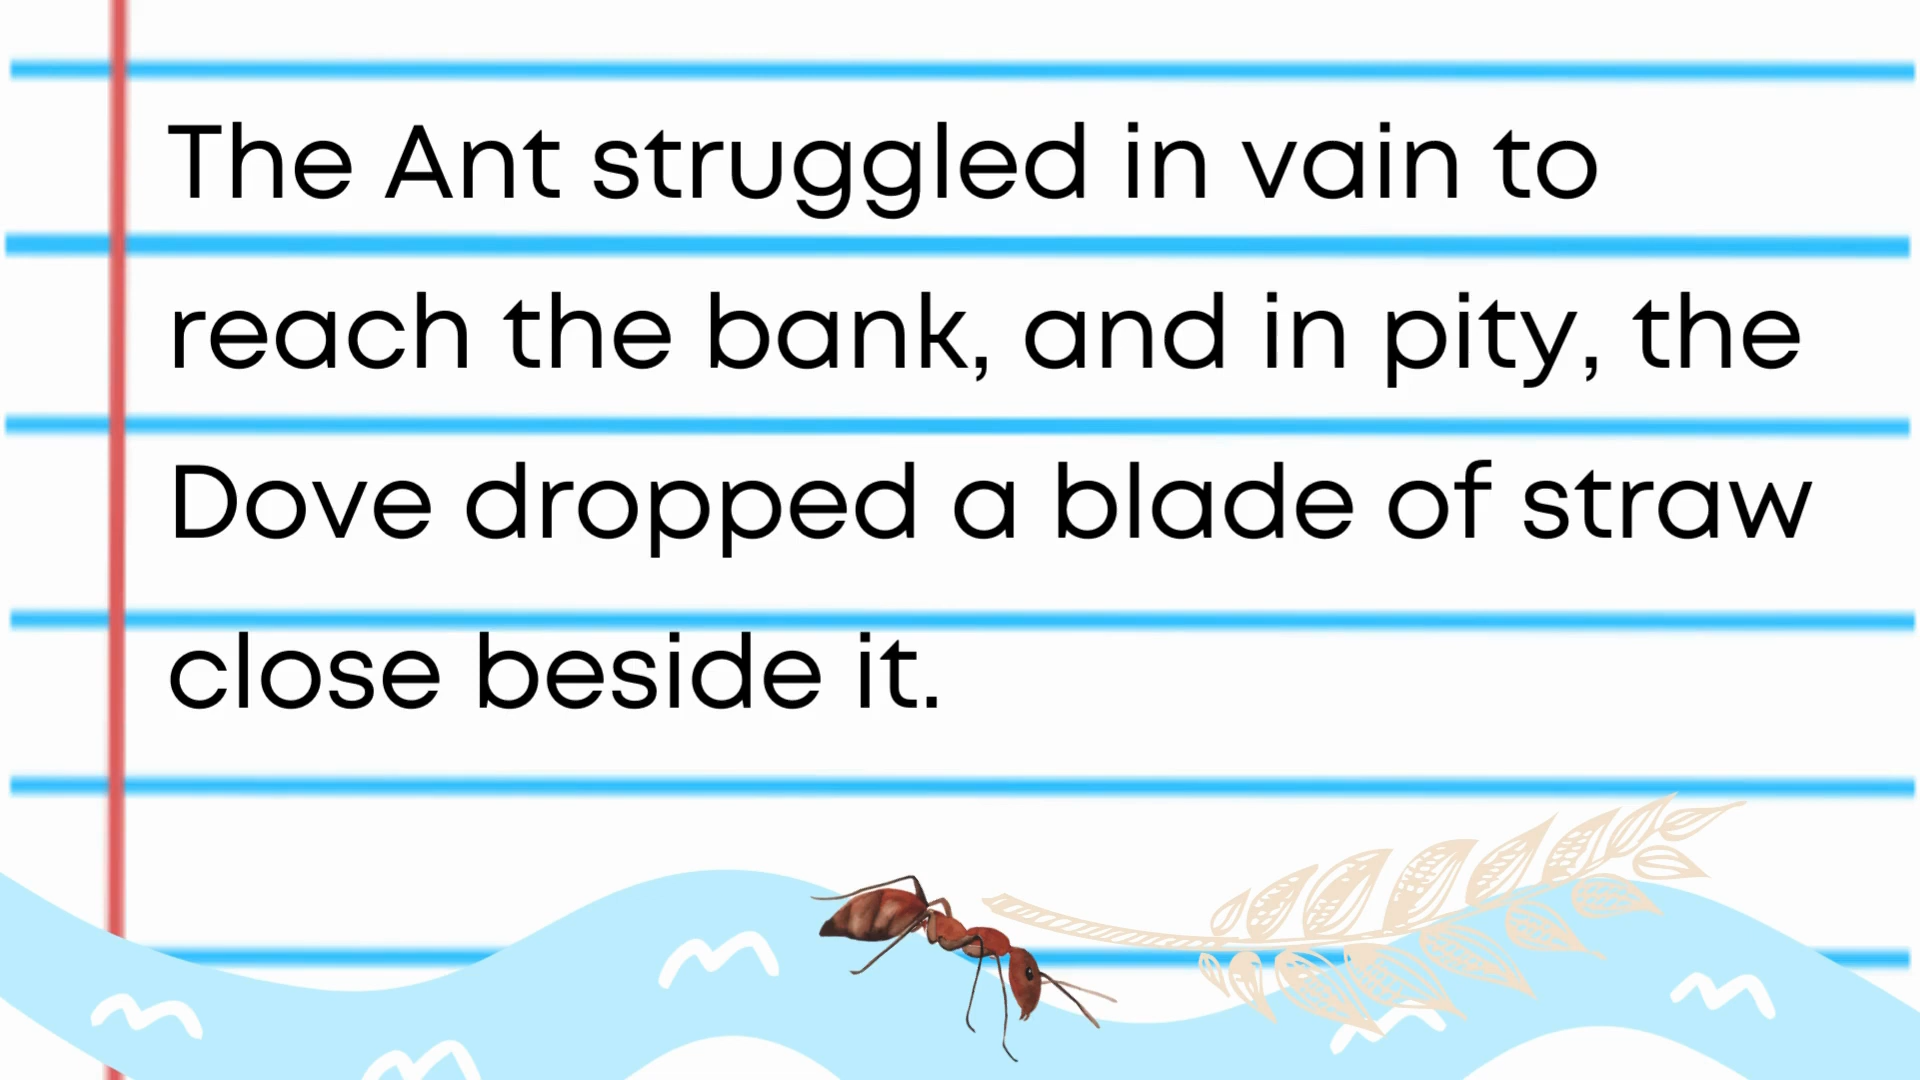 The Ant struggled in vain to
reach the bank, and in pity, the
Dove dropped a blade of straw
close beside it.